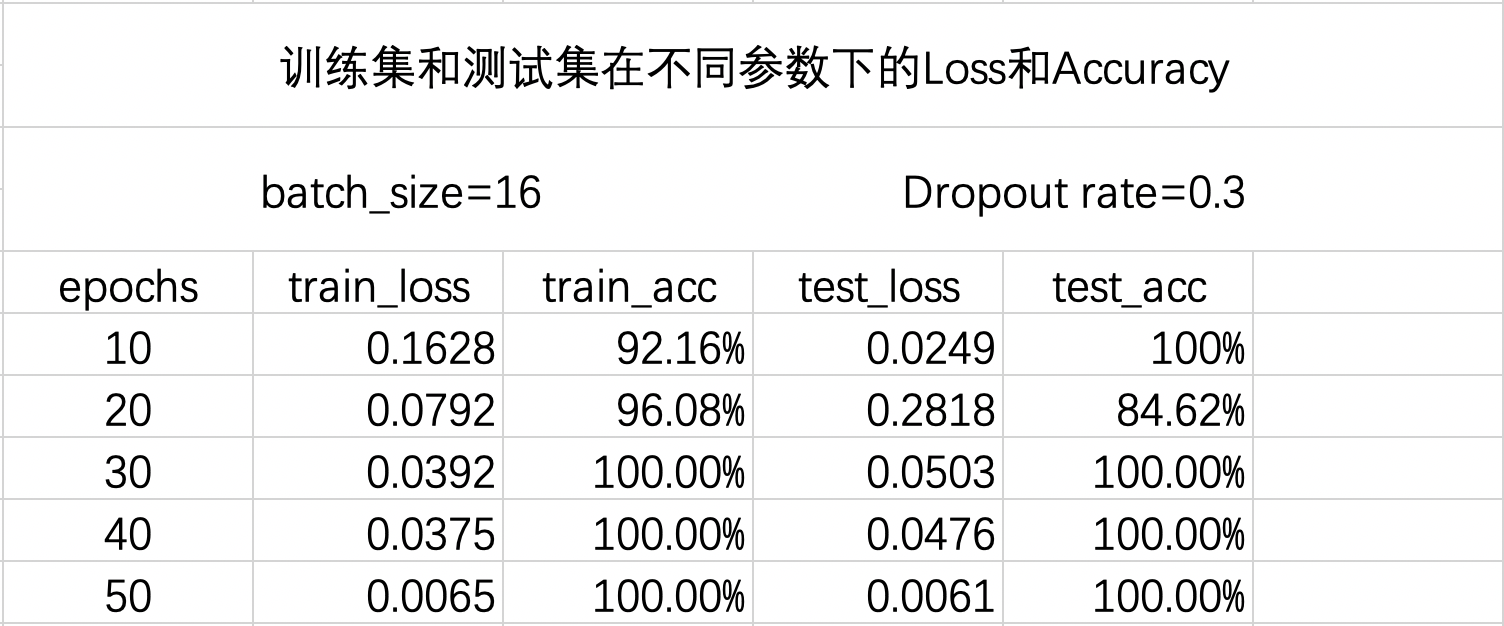 训练集和测试集在不同参数下的Loss和Accuracy
batch_size=16 Dropout rate=0.3
epochs train_loss train_acc test_loss test_acc
10 0.1628 92.16% 0.0249 100%
20 0.0792 96.08% 0.2818 84.62%
30 0.0392 100.00% 0.0503 100.00%
40 0.0375 100.00% 0.0476 100.00%
50 0.0065 100.00% 0.0061 100.00%